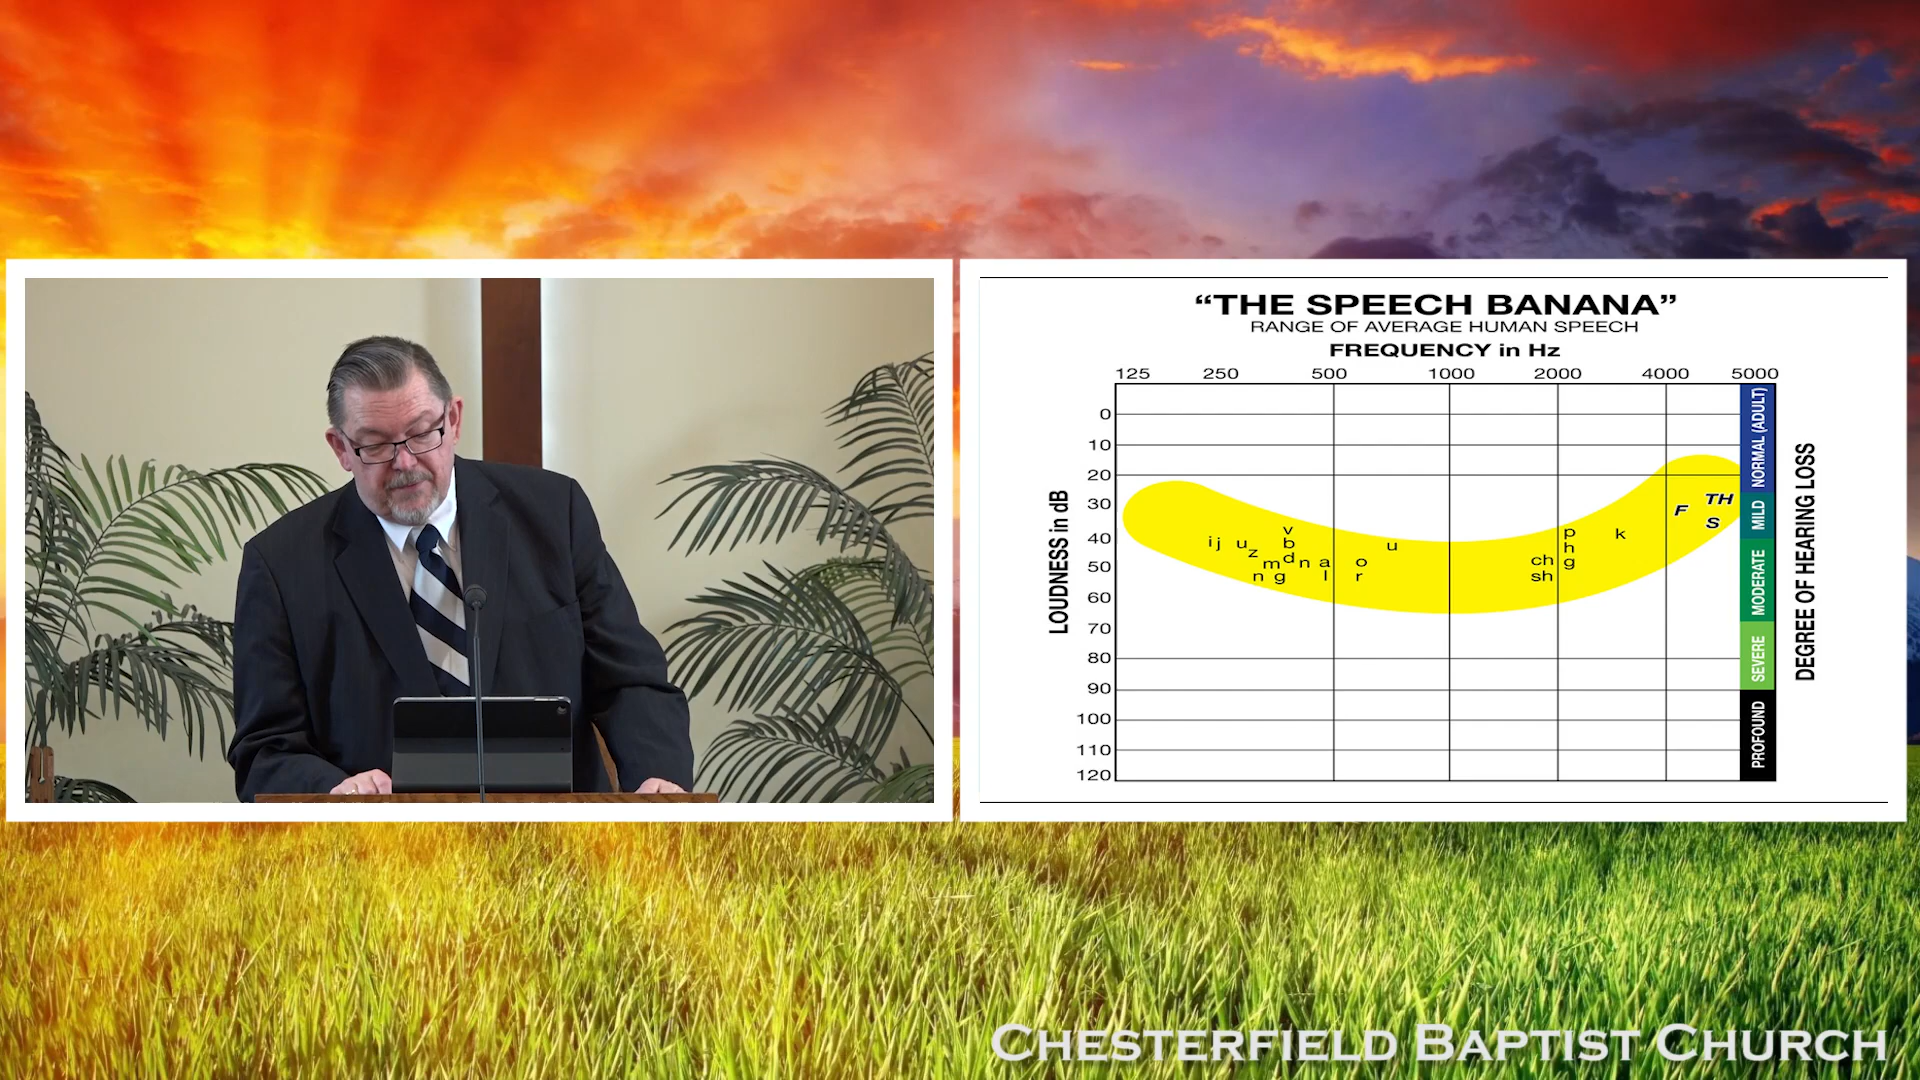 “THE SPEECH BANANA”
RANGE OF AVERAGE HUMAN SPEECH
FREQUENCY in Hz
125 250 500 1000 2000 4000 5000
LOUDNESS in dB
0
10
20
30
40
50
60
70
80
90
100
110
120
i j u z v b d m n a n g l o r u
p h g ch sh k F TH S
NORMAL (ADULT)
MILD
MODERATE
SEVERE
PROFOUND
DEGREE OF HEARING LOSS
CHESTERFIELD BAPTIST CHURCH